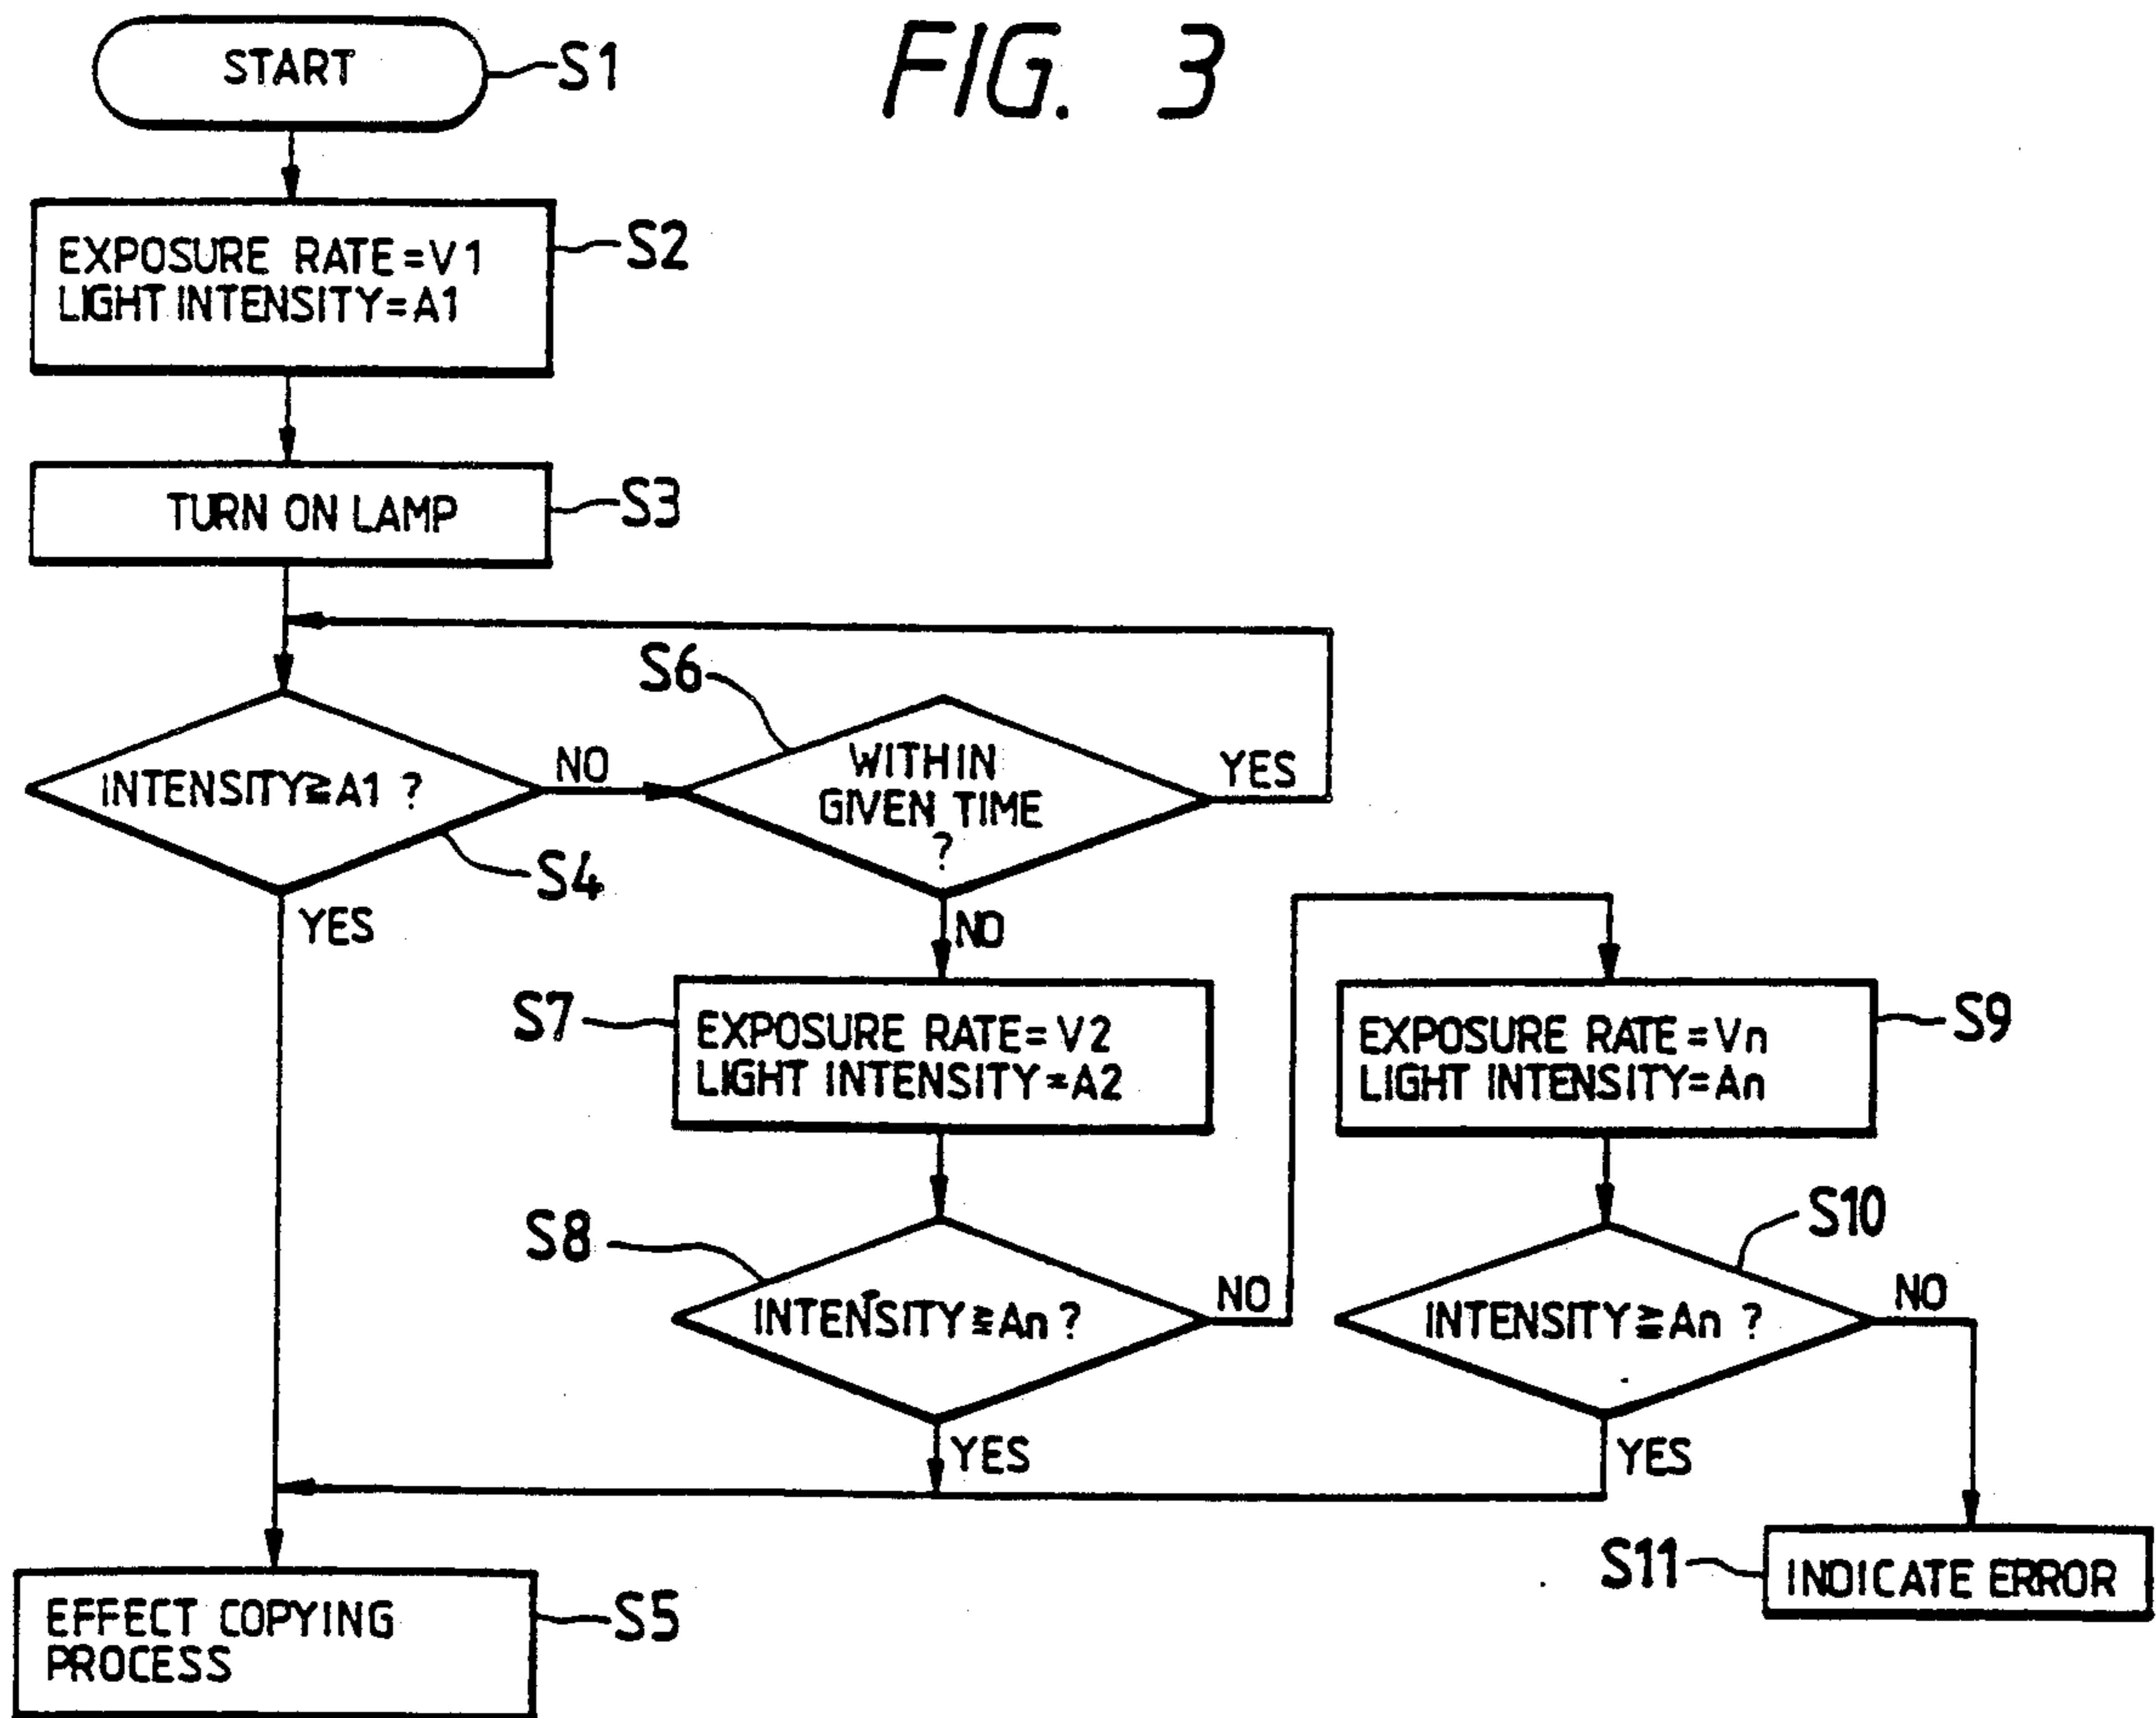 FIG. 3
START
S1
EXPOSURE RATE=V1
LIGHT INTENSITY=A1
S2
TURN ON LAMP
S3
INTENSITY≧A1 ?
S4
NO
YES
S6
WITHIN
GIVEN TIME
?
YES
NO
S7
EXPOSURE RATE=V2
LIGHT INTENSITY=A2
S9
EXPOSURE RATE=Vn
LIGHT INTENSITY=An
S8
INTENSITY≧An ?
NO
YES
S10
INTENSITY≧An ?
NO
YES
S11
INDICATE ERROR
EFFECT COPYING
PROCESS
S5